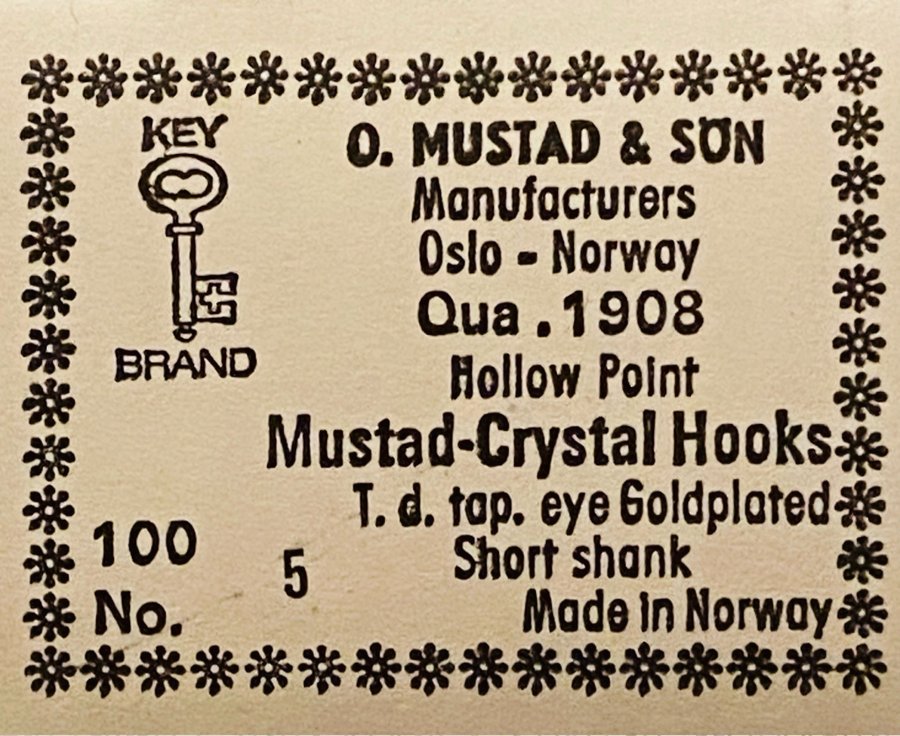 KEY
BRAND
O. MUSTAD & SÖN
Manufacturers
Oslo - Norway
Qua. 1908
Hollow Point
Mustad-Crystal Hooks
T. d. tap. eye Goldplated
Short shank
Made in Norway
100
No. 5